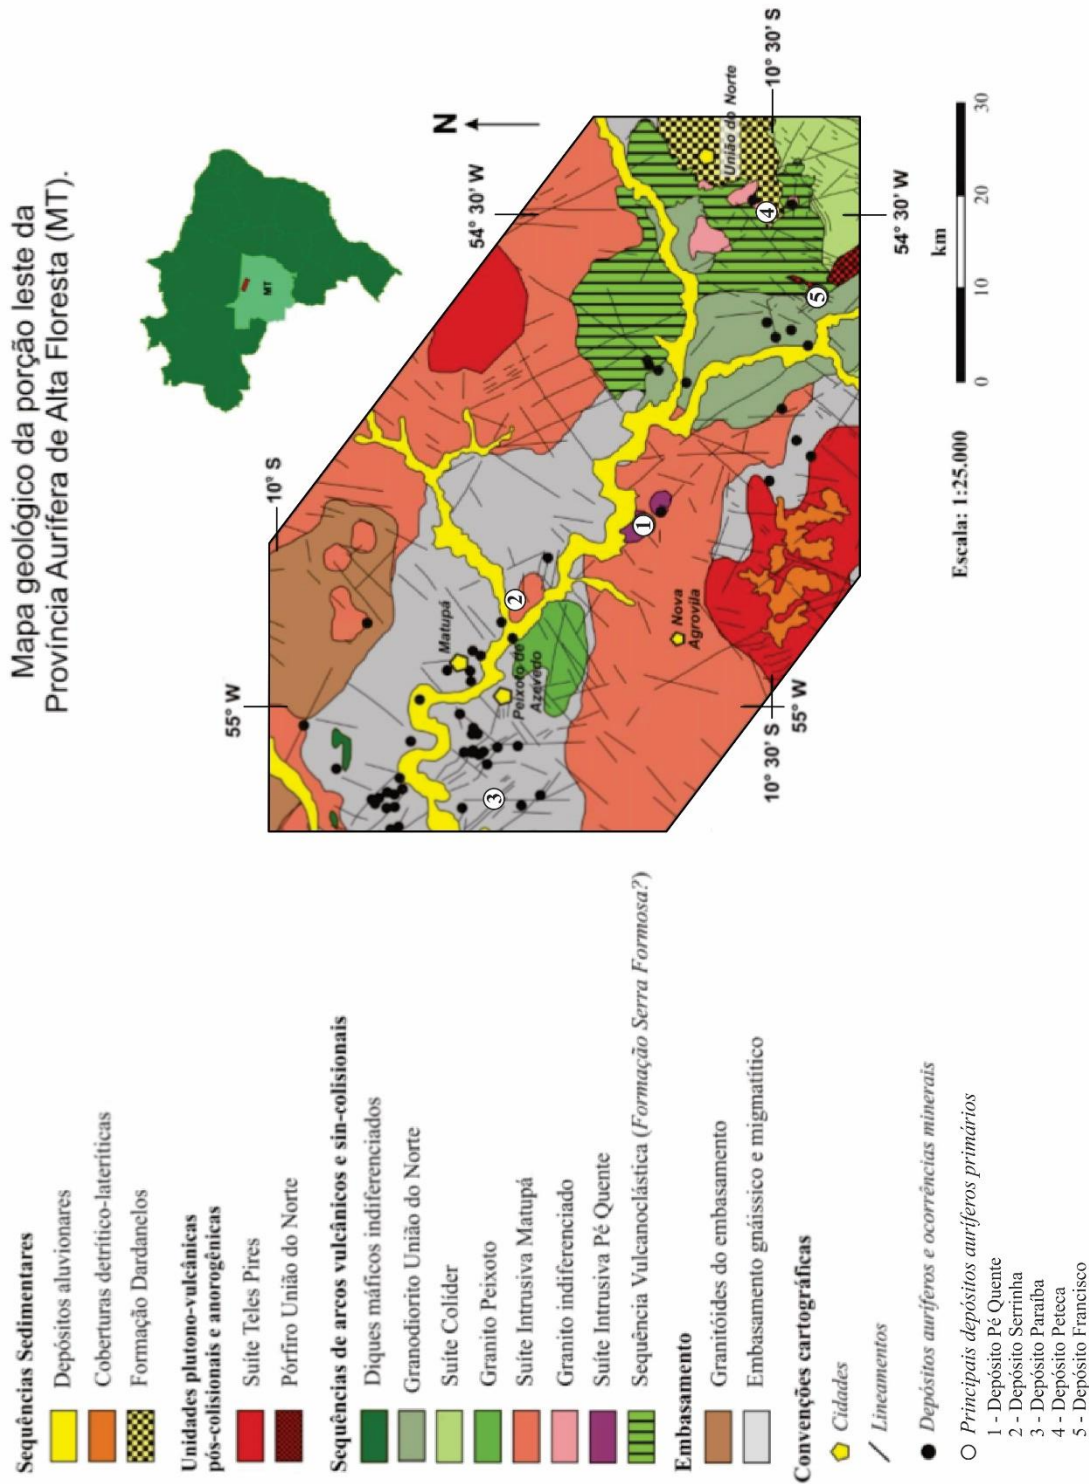 Mapa geológico da porção leste da
Província Aurífera de Alta Floresta (MT).
MT
N
55° W
10° S
54° 30' W
10° 30' S
Matupá
Peixoto de
Azevedo
Nova
Agrovila
União do Norte
1
2
3
4
5
10° 30' S
55° W
54° 30' W
Escala: 1:25.000
0
10
20
30
km
Sequências Sedimentares
Depósitos aluvionares
Coberturas detrítico-lateríticas
Formação Dardanelos
Unidades plutono-vulcânicas
pós-colisionais e anorogênicas
Suíte Teles Pires
Pórfiro União do Norte
Sequências de arcos vulcânicos e sin-colisionais
Diques máficos indiferenciados
Granodiorito União do Norte
Suíte Colíder
Granito Peixoto
Suíte Intrusiva Matupá
Granito indiferenciado
Suíte Intrusiva Pé Quente
Sequência Vulcanoclástica (Formação Serra Formosa?)
Embasamento
Granitóides do embasamento
Embasamento gnáissico e migmatítico
Convenções cartográficas
Cidades
Lineamentos
Depósitos auríferos e ocorrências minerais
Principais depósitos auríferos primários
1 - Depósito Pé Quente
2 - Depósito Serrinha
3 - Depósito Paraíba
4 - Depósito Peteca
5 - Depósito Francisco